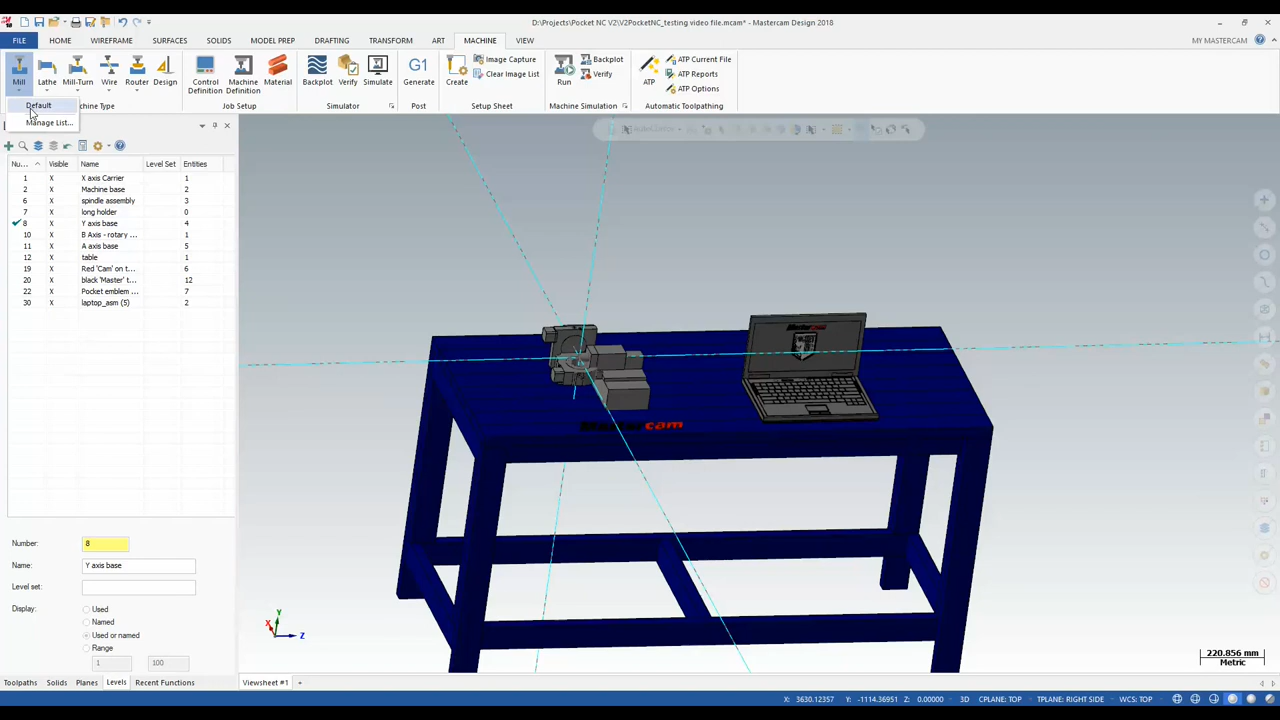 D:\Projects\Pocket NC V2\V2PocketNC_testing video file.mcam* - Mastercam Design 2018
FILE HOME WIREFRAME SURFACES SOLIDS MODEL PREP DRAFTING TRANSFORM ART MACHINE VIEW MY MASTERCAM
Mill Lathe Mill-Turn Wire Router Design Control Definition Machine Definition Material Backplot Verify Simulate G1 Generate Create Image Capture Clear Image List Run Backplot Verify ATP ATP Current File ATP Reports ATP Options
chine Type Job Setup Simulator Post Setup Sheet Machine Simulation Automatic Toolpathing
Default
Manage List...
Nu... Visible Name Level Set Entities
1 X X axis Carrier 1
2 X Machine base 2
6 X spindle assembly 3
7 X long holder 0
8 X Y axis base 4
10 X B Axis - rotary ... 1
11 X A axis base 5
12 X table 1
19 X Red 'Cam' on t... 6
20 X black 'Master' t... 12
22 X Pocket emblem ... 7
30 X laptop_asm (5) 2
Mastercam
Mastercam
Number: 8
Name: Y axis base
Level set:
Display: Used
Named
Used or named
Range
1 100
Y
X
Z
220.856 mm
Metric
Toolpaths Solids Planes Levels Recent Functions Viewsheet #1 +
X: 3630.12357 Y: -1114.36951 Z: 0.00000 3D CPLANE: TOP TPLANE: RIGHT SIDE WCS: TOP